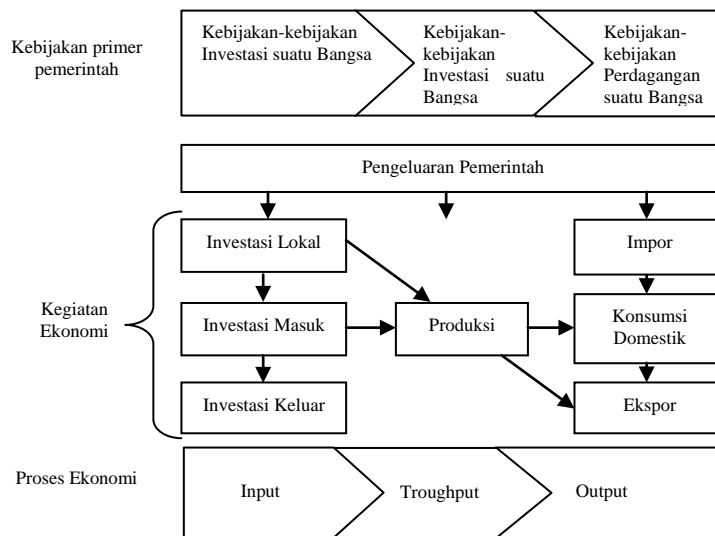 Kebijakan primer
pemerintah
Kebijakan-kebijakan
Investasi suatu Bangsa
Kebijakan-
kebijakan
Investasi suatu
Bangsa
Kebijakan-
kebijakan
Perdagangan
suatu Bangsa
Pengeluaran Pemerintah
Kegiatan
Ekonomi
Investasi Lokal
Impor
Investasi Masuk
Produksi
Konsumsi
Domestik
Investasi Keluar
Ekspor
Proses Ekonomi
Input
Troughput
Output